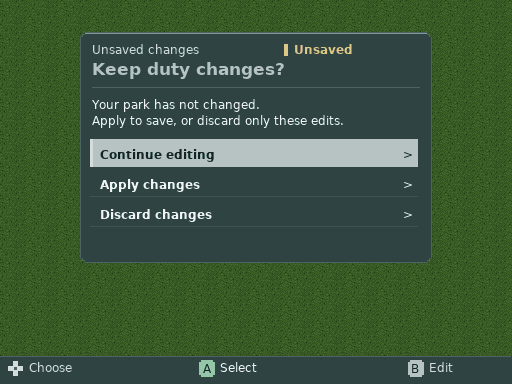 Unsaved changes
Unsaved
Keep duty changes?
Your park has not changed.
Apply to save, or discard only these edits.
Continue editing >
Apply changes >
Discard changes >
Choose
A Select
B Edit